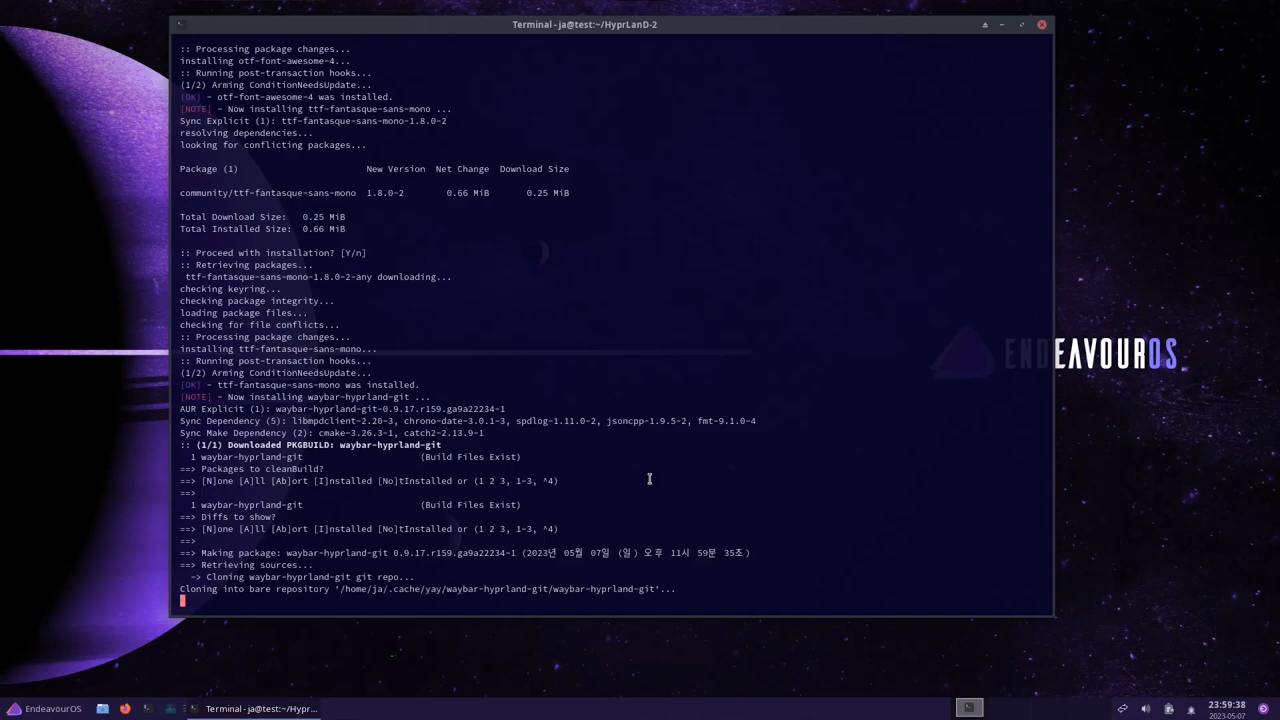 Terminal - ja@test:~/HyprLanD-2
:: Processing package changes...
installing otf-font-awesome-4...
:: Running post-transaction hooks...
(1/2) Arming ConditionNeedsUpdate...
[OK] - otf-font-awesome-4 was installed.
[NOTE] - Now installing ttf-fantasque-sans-mono ...
Sync Explicit (1): ttf-fantasque-sans-mono-1.8.0-2
resolving dependencies...
looking for conflicting packages...
Package (1) New Version Net Change Download Size
community/ttf-fantasque-sans-mono 1.8.0-2 0.66 MiB 0.25 MiB
Total Download Size: 0.25 MiB
Total Installed Size: 0.66 MiB
:: Proceed with installation? [Y/n]
:: Retrieving packages...
ttf-fantasque-sans-mono-1.8.0-2-any downloading...
checking keyring...
checking package integrity...
loading package files...
checking for file conflicts...
:: Processing package changes...
installing ttf-fantasque-sans-mono...
:: Running post-transaction hooks...
(1/2) Arming ConditionNeedsUpdate...
[OK] - ttf-fantasque-sans-mono was installed.
[NOTE] - Now installing waybar-hyprland-git ...
AUR Explicit (1): waybar-hyprland-git-0.9.17.r159.ga9a22234-1
Sync Dependency (5): libmpdclient-2.20-3, chrono-date-3.0.1-3, spdlog-1.11.0-2, jsoncpp-1.9.5-2, fmt-9.1.0-4
Sync Make Dependency (2): cmake-3.26.3-1, catch2-2.13.9-1
:: (1/1) Downloaded PKGBUILD: waybar-hyprland-git
1 waybar-hyprland-git (Build Files Exist)
==> Packages to cleanBuild?
==> [N]one [A]ll [Ab]ort [I]nstalled [No]tInstalled or (1 2 3, 1-3, ^4)
==>
1 waybar-hyprland-git (Build Files Exist)
==> Diffs to show?
==> [N]one [A]ll [Ab]ort [I]nstalled [No]tInstalled or (1 2 3, 1-3, ^4)
==>
==> Making package: waybar-hyprland-git 0.9.17.r159.ga9a22234-1 (2023년 05월 07일 (일) 오후 11시 59분 35초)
==> Retrieving sources...
-> Cloning waybar-hyprland-git git repo...
Cloning into bare repository '/home/ja/.cache/yay/waybar-hyprland-git/waybar-hyprland-git'...
ENDEAVOUROS
EndeavourOS
Terminal - ja@test:~/Hypr...
23:59:38
2023-05-07